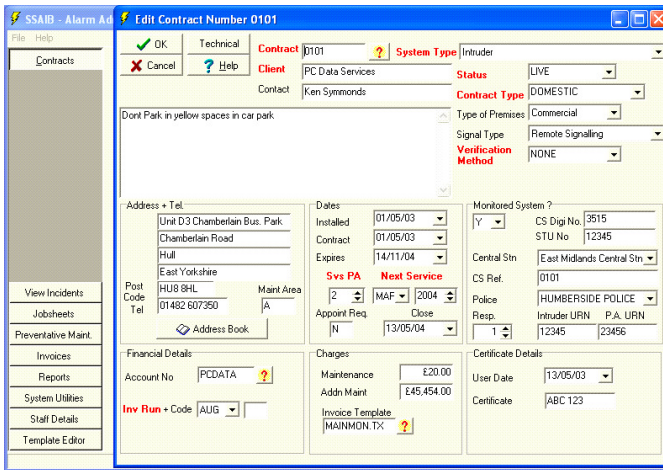 SSAIB - Alarm Ad
Edit Contract Number 0101
File Help
Contracts
View Incidents
Jobsheets
Preventative Maint.
Invoices
Reports
System Utilities
Staff Details
Template Editor
OK
Technical
Cancel
? Help
Contract 0101 ?
System Type Intruder
Client PC Data Services
Status LIVE
Contact Ken Symmonds
Contract Type DOMESTIC
Dont Park in yellow spaces in car park
Type of Premises Commercial
Signal Type Remote Signalling
Verification
Method NONE
Address + Tel.
Unit D3 Chamberlain Bus. Park
Chamberlain Road
Hull
East Yorkshire
Post
Code HU8 8HL
Maint Area
Tel 01482 607350 A
Address Book
Dates
Installed 01/05/03
Contract 01/05/03
Expires 14/11/04
Svs PA Next Service
2 MAF 2004
Appoint Req. Close
N 13/05/04
Monitored System ?
Y CS Digi No. 3515
STU No 12345
Central Stn East Midlands Central Stn
CS Ref. 0101
Police HUMBERSIDE POLICE
Resp. Intruder URN P.A. URN
1 12345 23456
Financial Details
Account No PCDATA ?
Inv Run + Code AUG
Charges
Maintenance £20.00
Addn Maint £45,454.00
Invoice Template
MAINMON.TX ?
Certificate Details
User Date 13/05/03
Certificate ABC 123